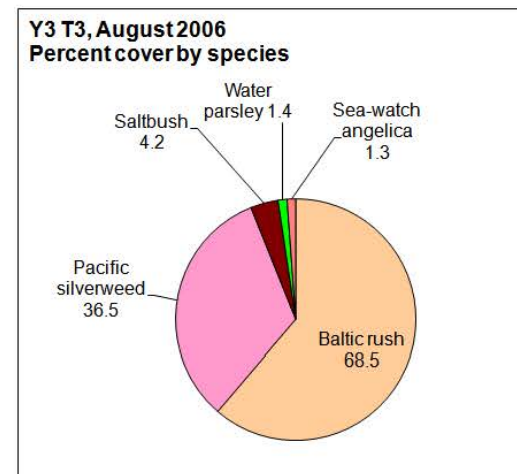 Y3 T3, August 2006
Percent cover by species
Water
parsley 1.4
Sea-watch
angelica
1.3
Saltbush
4.2
Pacific
silverweed
36.5
Baltic rush
68.5